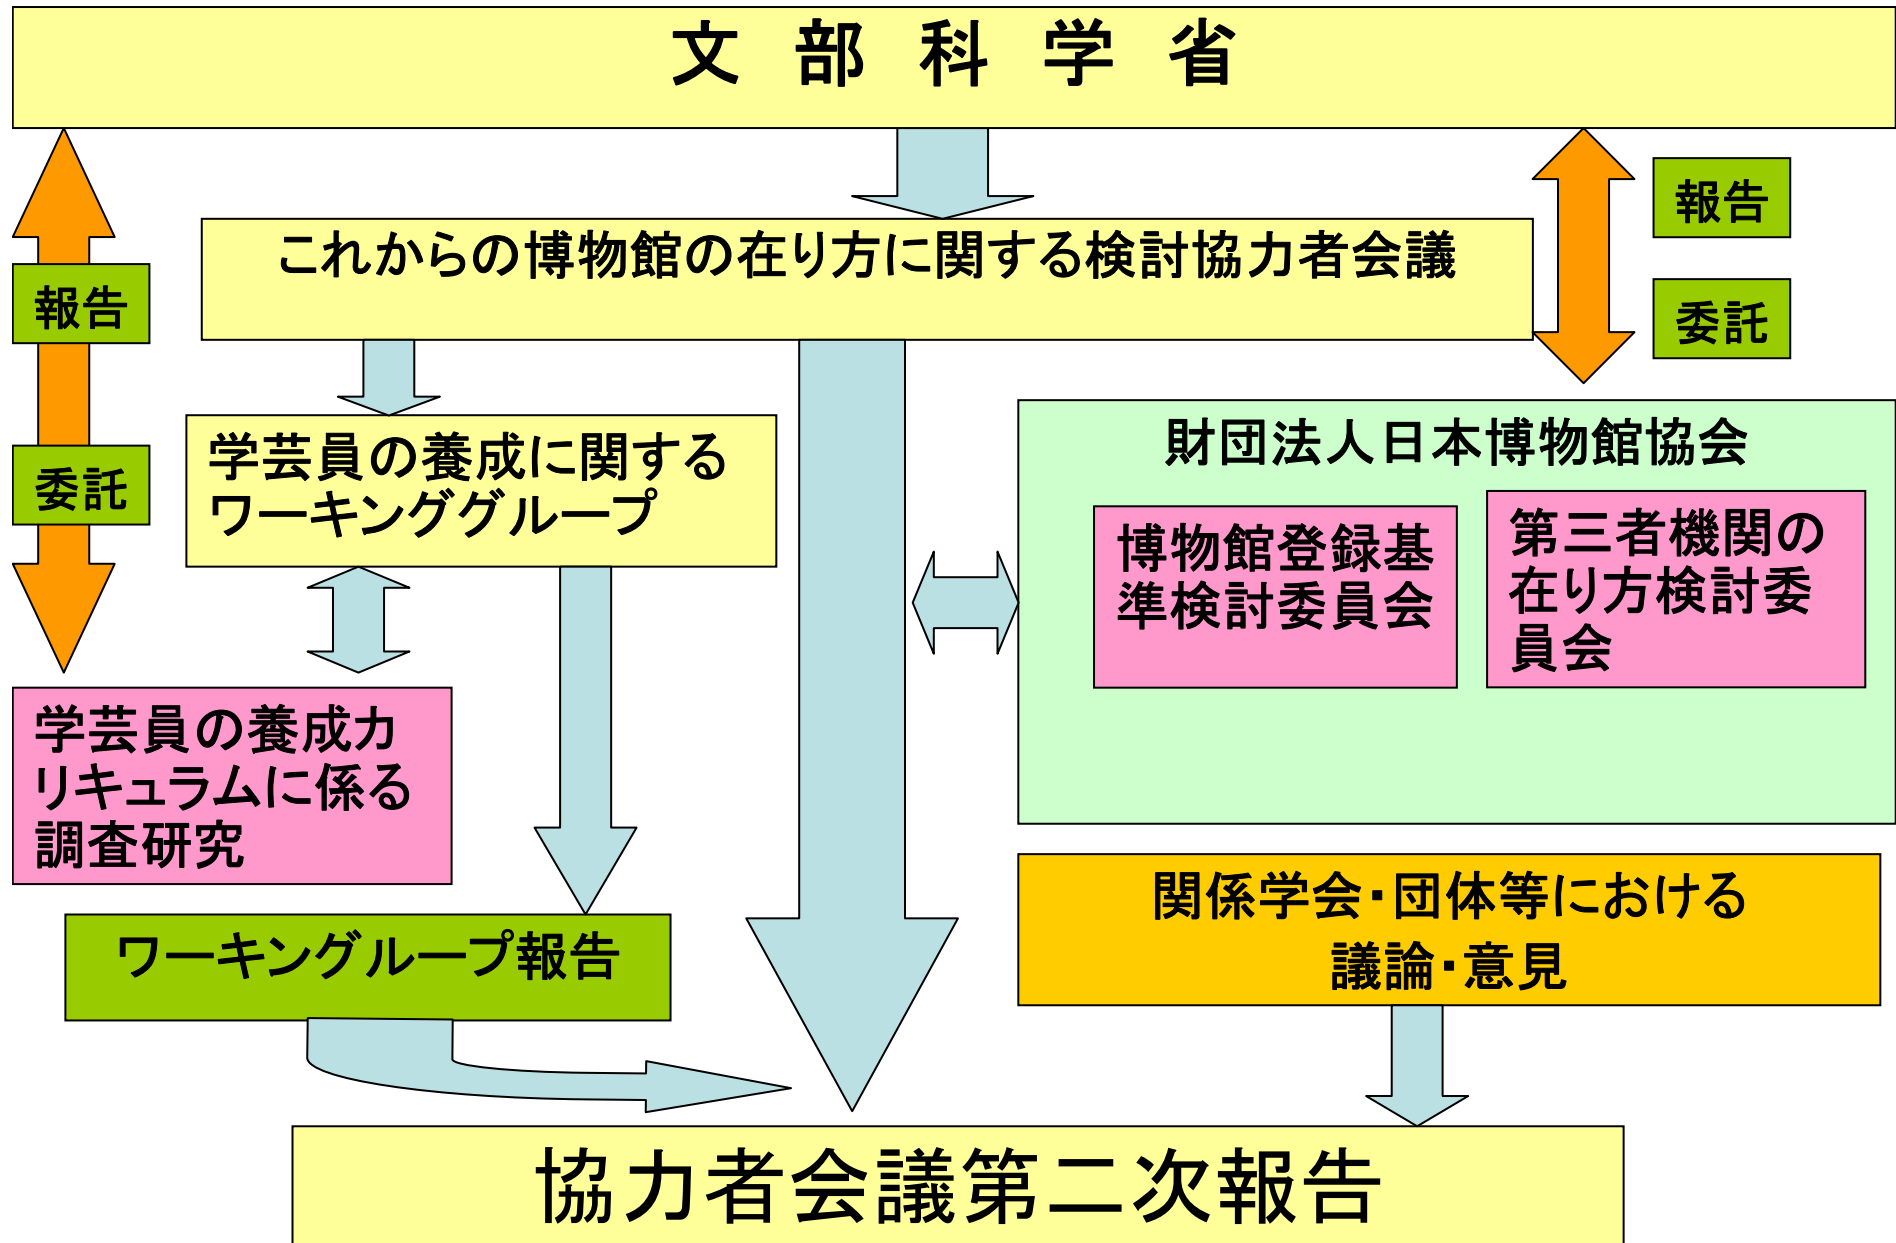 文部科学省
これからの博物館の在り方に関する検討協力者会議
報告
委託
報告
委託
学芸員の養成に関する
ワーキンググループ
財団法人日本博物館協会
博物館登録基
準検討委員会
第三者機関の
在り方検討委
員会
学芸員の養成カ
リキュラムに係る
調査研究
ワーキングループ報告
関係学会・団体等における
議論・意見
協力者会議第二次報告